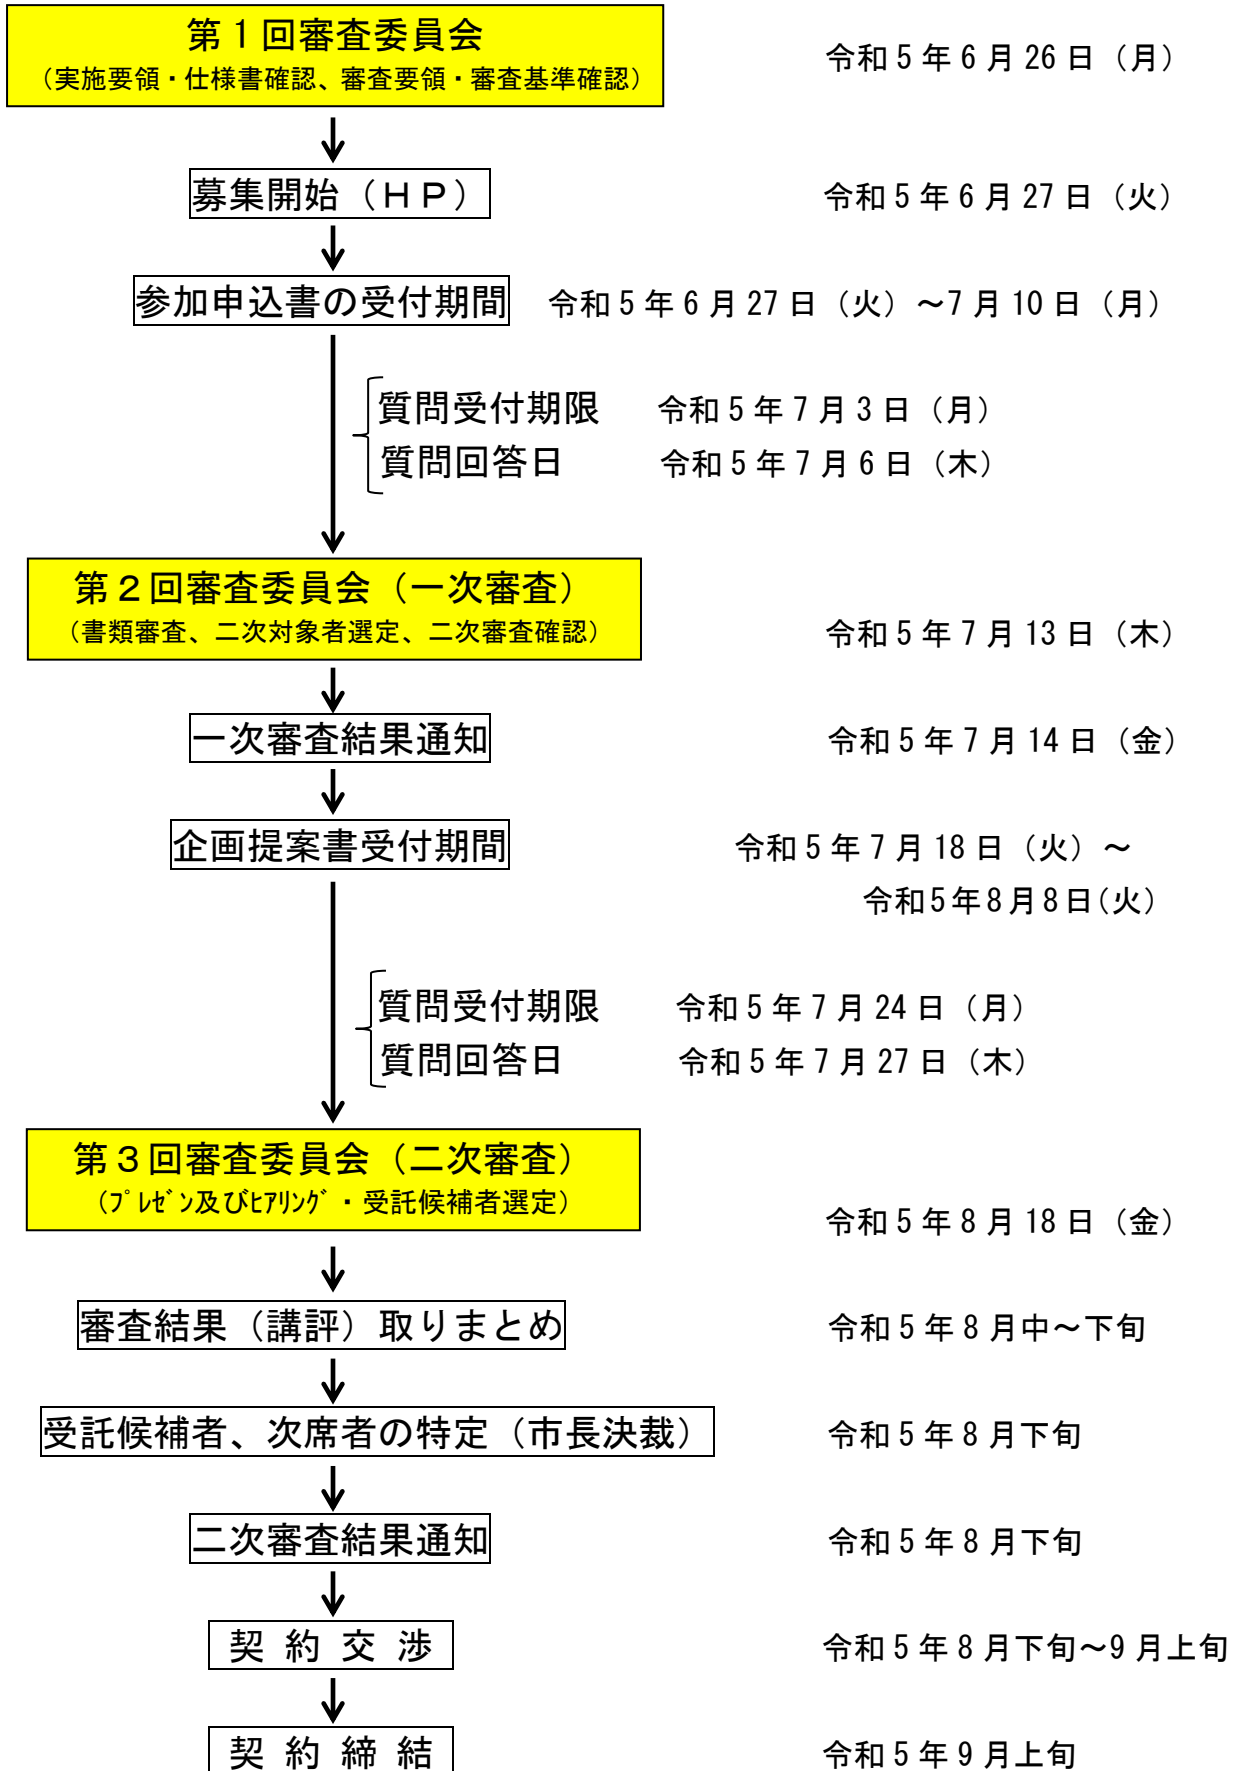 第１回審査委員会
（実施要領・仕様書確認、審査要領・審査基準確認）
令和５年６月26日（月）
募集開始（ＨＰ）
令和５年６月27日（火）
参加申込書の受付期間 令和５年６月27日（火）～7月10日（月）
質問受付期限 令和５年７月３日（月）
質問回答日 令和５年７月６日（木）
第２回審査委員会（一次審査）
（書類審査、二次対象者選定、二次審査確認）
令和５年７月13日（木）
一次審査結果通知 令和５年７月14日（金）
企画提案書受付期間 令和５年７月18日（火）～
令和5年8月8日(火)
質問受付期限 令和５年７月24日（月）
質問回答日 令和５年７月27日（木）
第３回審査委員会（二次審査）
（ﾌﾟﾚｾﾞﾝ及びﾋｱﾘﾝｸﾞ・受託候補者選定）
令和５年８月18日（金）
審査結果（講評）取りまとめ 令和５年８月中～下旬
受託候補者、次席者の特定（市長決裁） 令和５年８月下旬
二次審査結果通知 令和５年８月下旬
契 約 交 渉 令和５年８月下旬～9月上旬
契 約 締 結 令和５年９月上旬